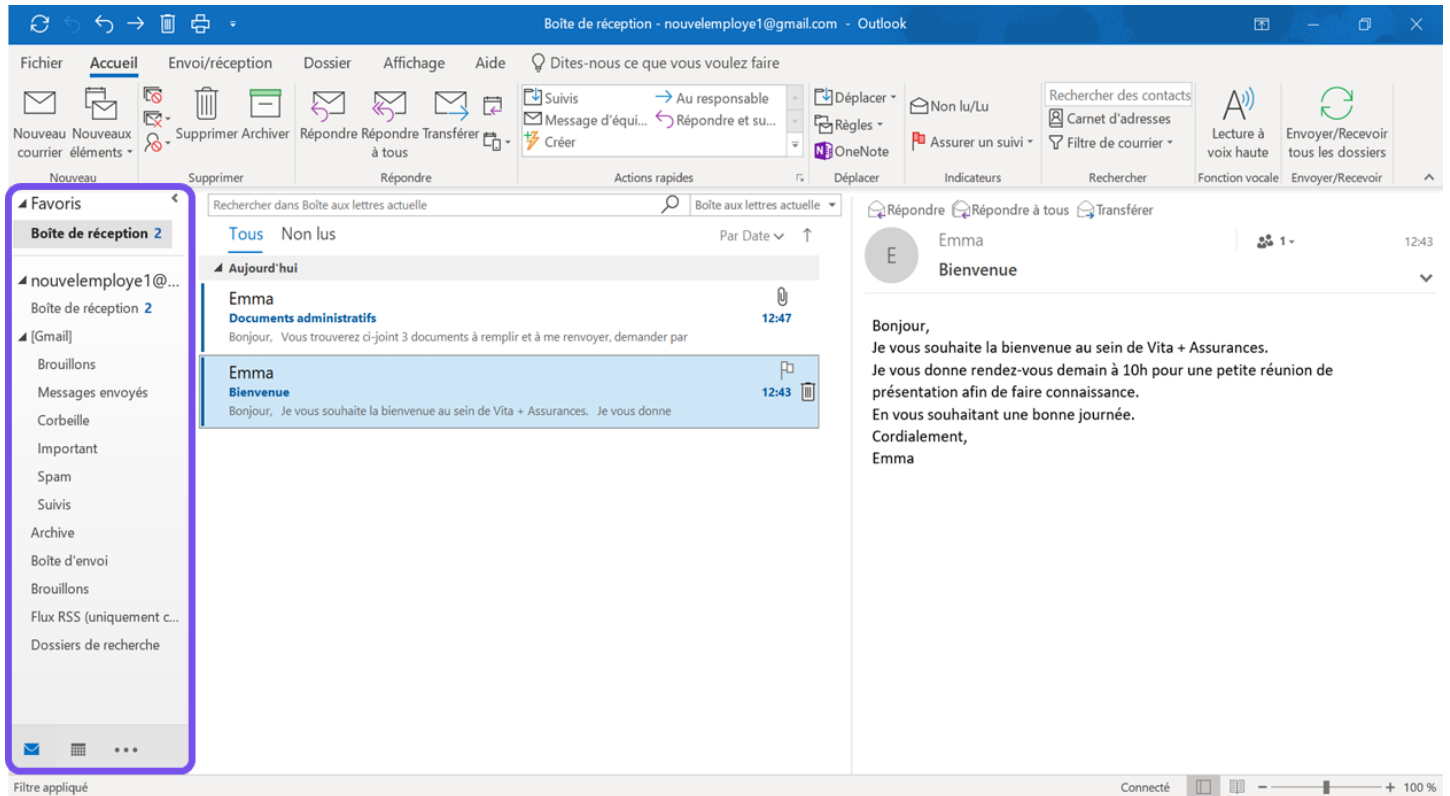 Boîte de réception - nouvelemploye1@gmail.com - Outlook
Fichier Accueil Envoi/réception Dossier Affichage Aide Dites-nous ce que vous voulez faire
Nouveau courrier
Nouveaux éléments
Supprimer
Archiver
Répondre
Répondre à tous
Transférer
Suivis
Message d'équi...
Créer
Au responsable
Répondre et su...
Déplacer
Règles
OneNote
Non lu/Lu
Assurer un suivi
Rechercher des contacts
Carnet d'adresses
Filtre de courrier
Lecture à voix haute
Envoyer/Recevoir tous les dossiers
Nouveau Supprimer Répondre Actions rapides Déplacer Indicateurs Rechercher Fonction vocale Envoyer/Recevoir
Favoris
Boîte de réception 2
nouvelemploye1@...
Boîte de réception 2
[Gmail]
Brouillons
Messages envoyés
Corbeille
Important
Spam
Suivis
Archive
Boîte d'envoi
Brouillons
Flux RSS (uniquement c...
Dossiers de recherche
Rechercher dans Boîte aux lettres actuelle Boîte aux lettres actuelle
Tous Non lus Par Date
Aujourd'hui
Emma
Documents administratifs 12:47
Bonjour, Vous trouverez ci-joint 3 documents à remplir et à me renvoyer, demander par
Emma
Bienvenue 12:43
Bonjour, Je vous souhaite la bienvenue au sein de Vita + Assurances. Je vous donne
Répondre Répondre à tous Transférer
E
Emma 1 12:43
Bienvenue
Bonjour,
Je vous souhaite la bienvenue au sein de Vita + Assurances.
Je vous donne rendez-vous demain à 10h pour une petite réunion de
présentation afin de faire connaissance.
En vous souhaitant une bonne journée.
Cordialement,
Emma
Filtre appliqué Connecté 100 %